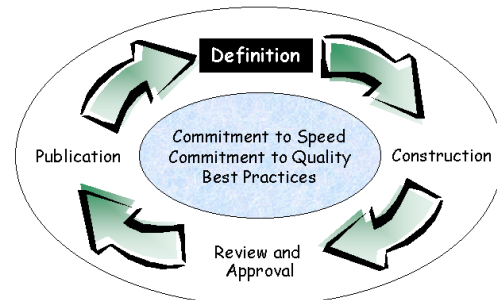 Definition
Commitment to Speed
Commitment to Quality
Best Practices
Publication
Construction
Review and
Approval